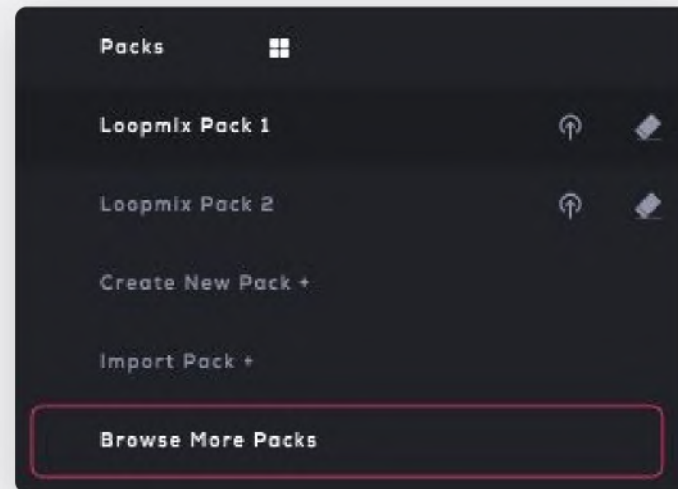 Packs
Loopmix Pack 1
Loopmix Pack 2
Create New Pack +
Import Pack +
Browse More Packs